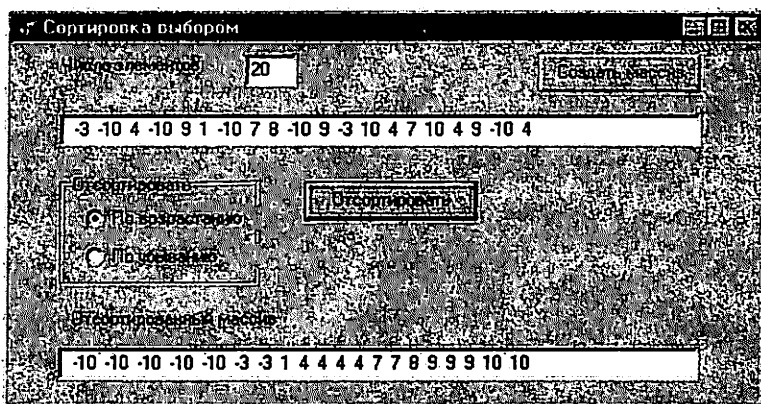 Сортировка выбором
Число элементов
20
Создать массив
-3 -10 4 -10 9 1 -10 7 8 -10 9 -3 10 4 7 10 4 9 -10 4
Отсортировать
Отсортировать
По возрастанию
По убыванию
Отсортированный массив
-10 -10 -10 -10 -10 -3 -3 1 4 4 4 4 7 7 8 9 9 9 10 10